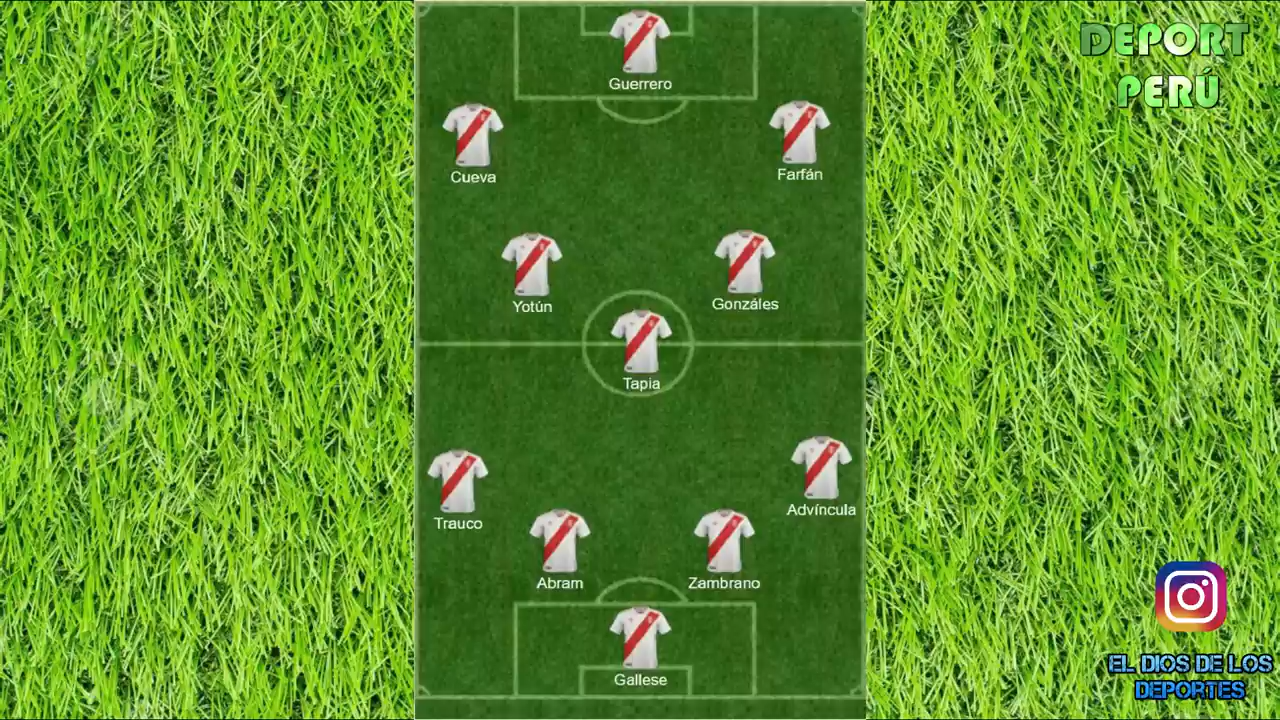 DEPORT
PERÚ
Guerrero
Cueva
Farfán
Yotún
Gonzáles
Tapia
Trauco
Advíncula
Abram
Zambrano
Gallese
EL DIOS DE LOS
DEPORTES